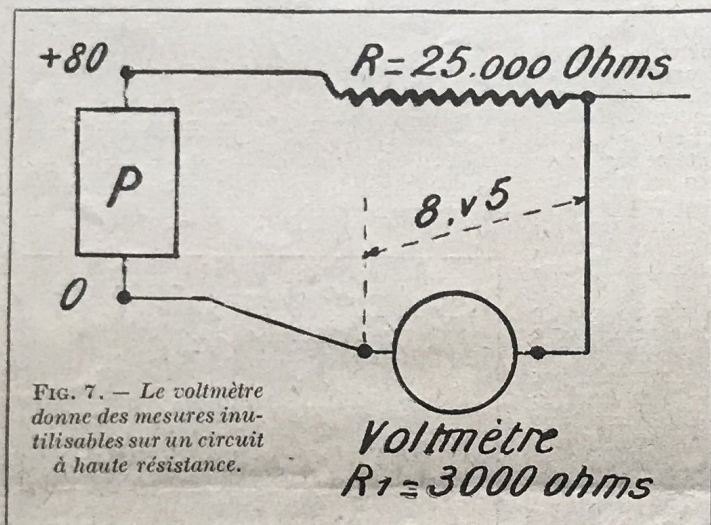 +80
R=25.000 Ohms
P
8.v5
0
FIG. 7. — Le voltmètre
donne des mesures inu-
tilisables sur un circuit
à haute résistance.
Voltmètre
R1=3000 ohms